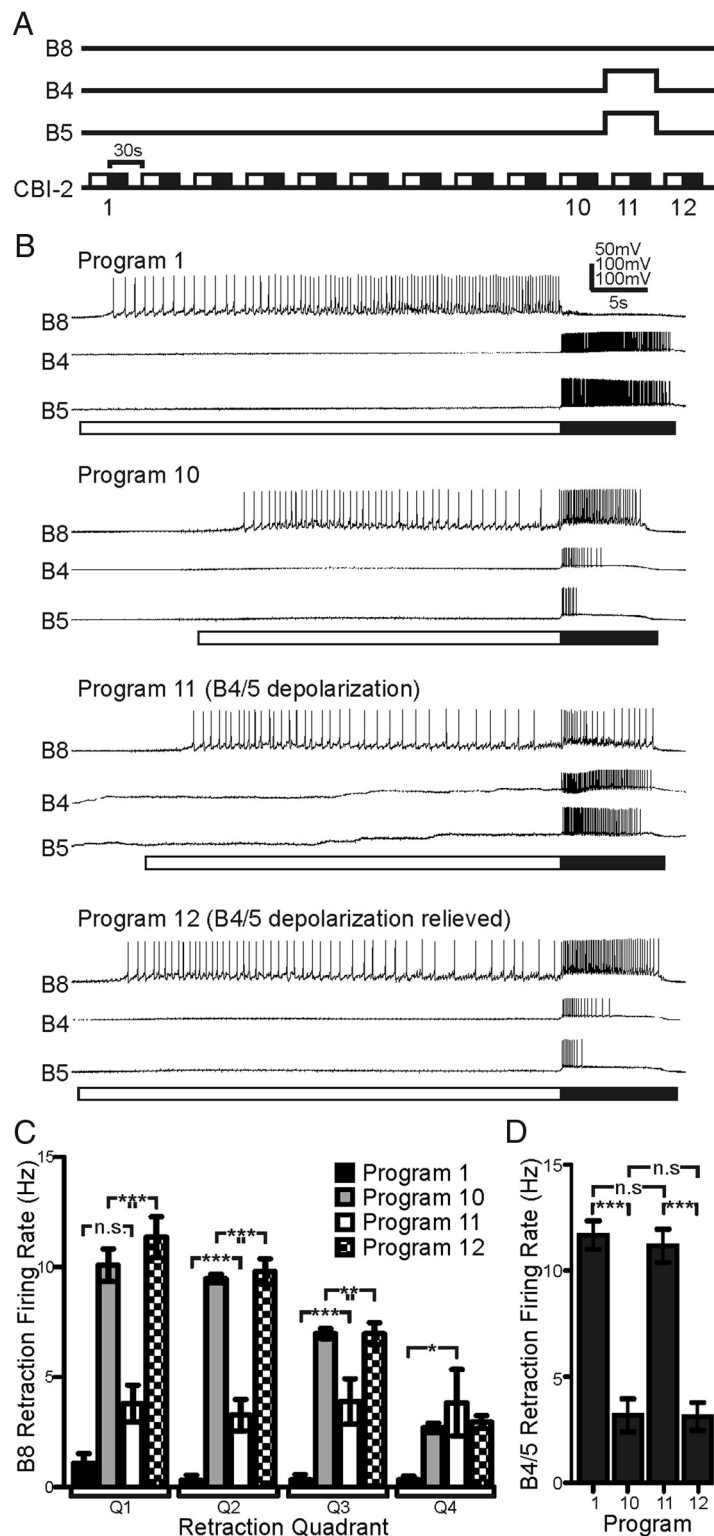 A
B8
B4
B5
30s
CBI-2
1 10 11 12
B
Program 1
50mV
100mV
100mV
5s
B8
B4
B5
Program 10
B8
B4
B5
Program 11 (B4/5 depolarization)
B8
B4
B5
Program 12 (B4/5 depolarization relieved)
B8
B4
B5
C
B8 Retraction Firing Rate (Hz)
15
10
5
0
Program 1
Program 10
Program 11
Program 12
n.s.
***
***
***
***
**
*
Q1 Q2 Q3 Q4
Retraction Quadrant
D
B4/5 Retraction Firing Rate (Hz)
15
10
5
0
n.s
n.s
***
***
1 10 11 12
Program